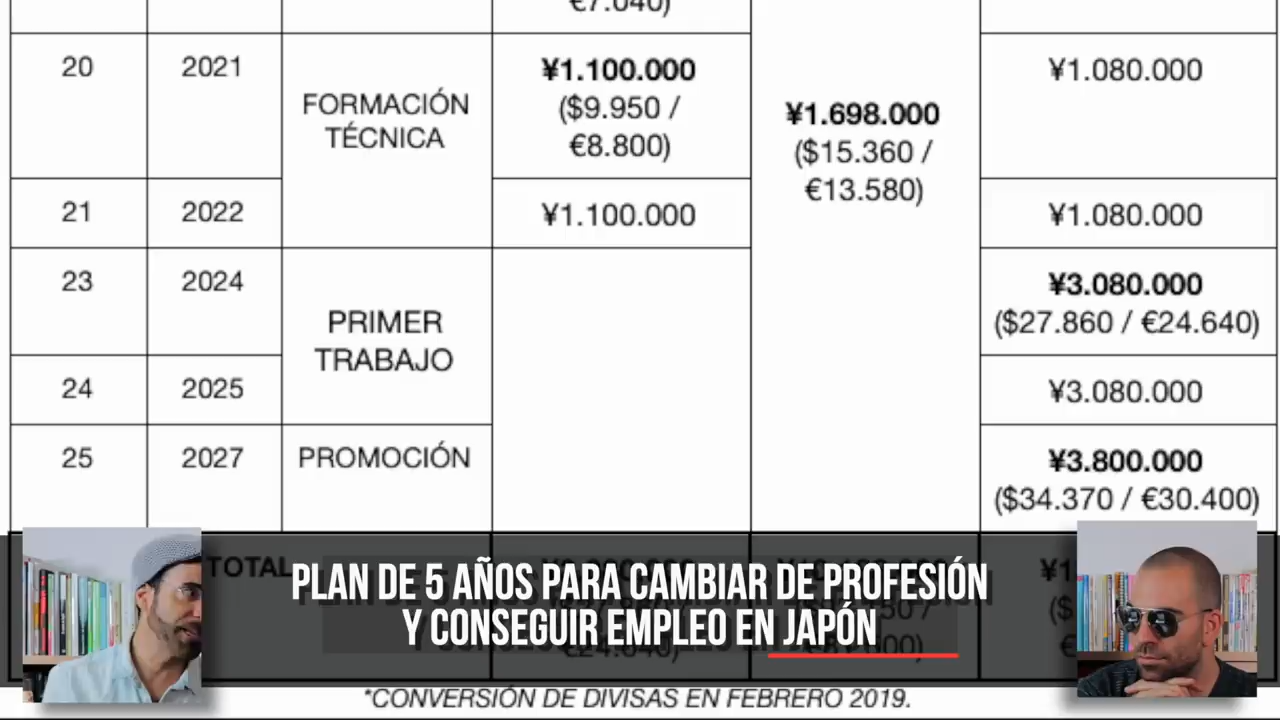 €7.040)
20 2021 ¥1.100.000 ¥1.080.000
FORMACIÓN ($9.950 / ¥1.698.000
TÉCNICA €8.800) ($15.360 /
21 2022 ¥1.100.000 €13.580) ¥1.080.000
23 2024 ¥3.080.000
PRIMER ($27.860 / €24.640)
TRABAJO
24 2025 ¥3.080.000
25 2027 PROMOCIÓN ¥3.800.000
($34.370 / €30.400)
TOTAL
PLAN DE 5 AÑOS PARA CAMBIAR DE PROFESIÓN
Y CONSEGUIR EMPLEO EN JAPÓN
*CONVERSIÓN DE DIVISAS EN FEBRERO 2019.